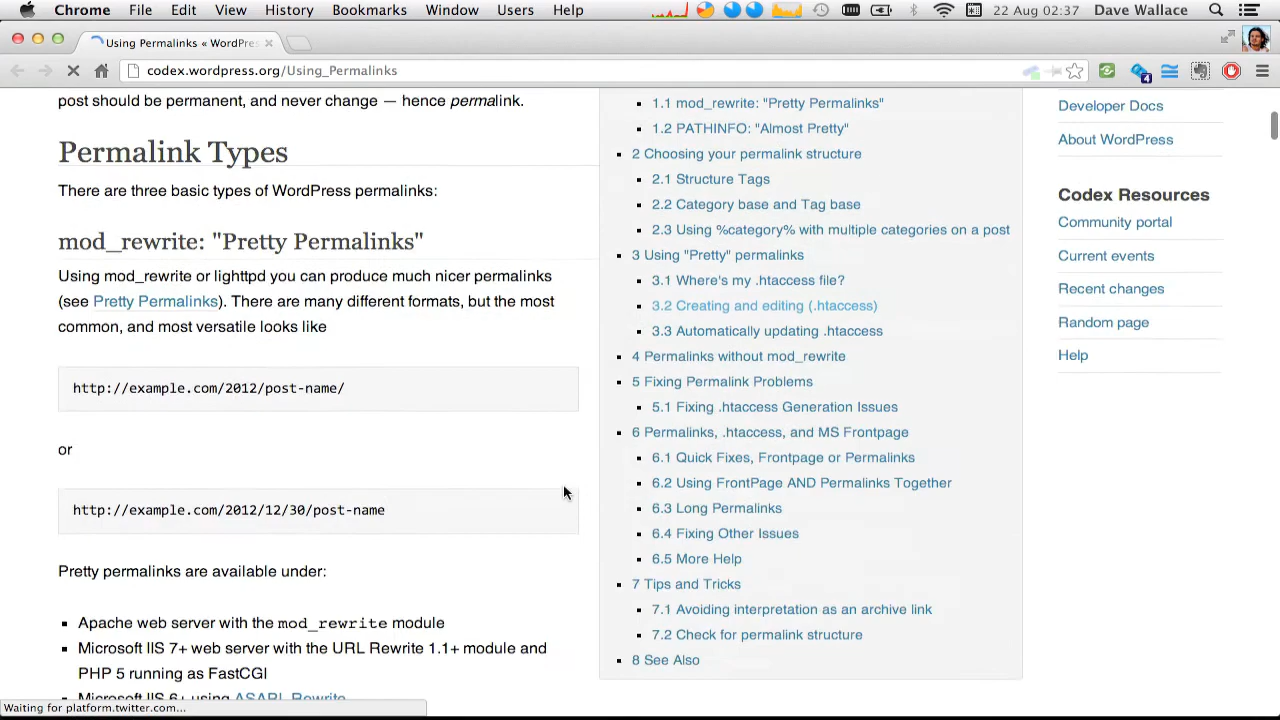 Chrome File Edit View History Bookmarks Window Users Help 22 Aug 02:37 Dave Wallace
Using Permalinks « WordPres
codex.wordpress.org/Using_Permalinks
4
post should be permanent, and never change — hence permalink.
Permalink Types
There are three basic types of WordPress permalinks:
mod_rewrite: "Pretty Permalinks"
Using mod_rewrite or lighttpd you can produce much nicer permalinks
(see Pretty Permalinks). There are many different formats, but the most
common, and most versatile looks like
http://example.com/2012/post-name/
or
http://example.com/2012/12/30/post-name
Pretty permalinks are available under:
Apache web server with the mod_rewrite module
Microsoft IIS 7+ web server with the URL Rewrite 1.1+ module and
PHP 5 running as FastCGI
Microsoft IIS 6+ using ASAPI_Rewrite
1.1 mod_rewrite: "Pretty Permalinks"
1.2 PATHINFO: "Almost Pretty"
2 Choosing your permalink structure
2.1 Structure Tags
2.2 Category base and Tag base
2.3 Using %category% with multiple categories on a post
3 Using "Pretty" permalinks
3.1 Where's my .htaccess file?
3.2 Creating and editing (.htaccess)
3.3 Automatically updating .htaccess
4 Permalinks without mod_rewrite
5 Fixing Permalink Problems
5.1 Fixing .htaccess Generation Issues
6 Permalinks, .htaccess, and MS Frontpage
6.1 Quick Fixes, Frontpage or Permalinks
6.2 Using FrontPage AND Permalinks Together
6.3 Long Permalinks
6.4 Fixing Other Issues
6.5 More Help
7 Tips and Tricks
7.1 Avoiding interpretation as an archive link
7.2 Check for permalink structure
8 See Also
Developer Docs
About WordPress
Codex Resources
Community portal
Current events
Recent changes
Random page
Help
Waiting for platform.twitter.com...